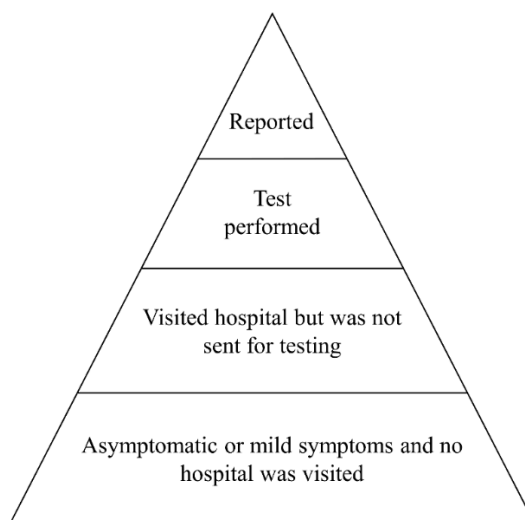 Reported
Test
performed
Visited hospital but was not
sent for testing
Asymptomatic or mild symptoms and no
hospital was visited